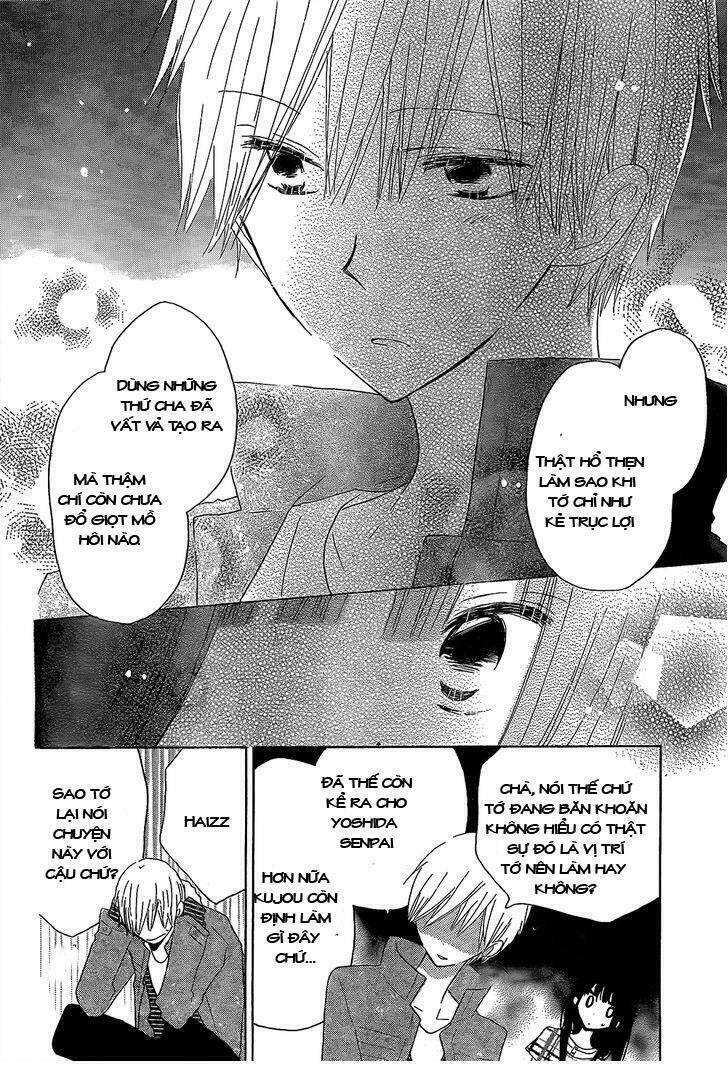 NHƯNG
THẬT HỔ THẸN
LÀM SAO KHI
TỚ CHỈ NHƯ
KẺ TRỤC LỢI
DÙNG NHỮNG
THỨ CHA ĐÃ
VẤT VẢ TẠO RA
MÀ THẬM
CHÍ CÒN CHƯA
ĐỔ GIỌT MỒ
HÔI NÀO.
CHÀ, NÓI THẾ CHỨ
TỚ ĐANG BĂN KHOĂN
KHÔNG HIỂU CÓ THẬT
SỰ ĐÓ LÀ VỊ TRÍ
TỚ NÊN LÀM HAY
KHÔNG?
ĐÃ THẾ CÒN
KỂ RA CHO
YOSHIDA
SENPAI
HƠN NỮA
KUJOU CÒN
ĐỊNH LÀM
GÌ ĐÂY
CHỨ...
HAIZZ
SAO TỚ
LẠI NÓI
CHUYỆN
NÀY VỚI
CẬU CHỨ?